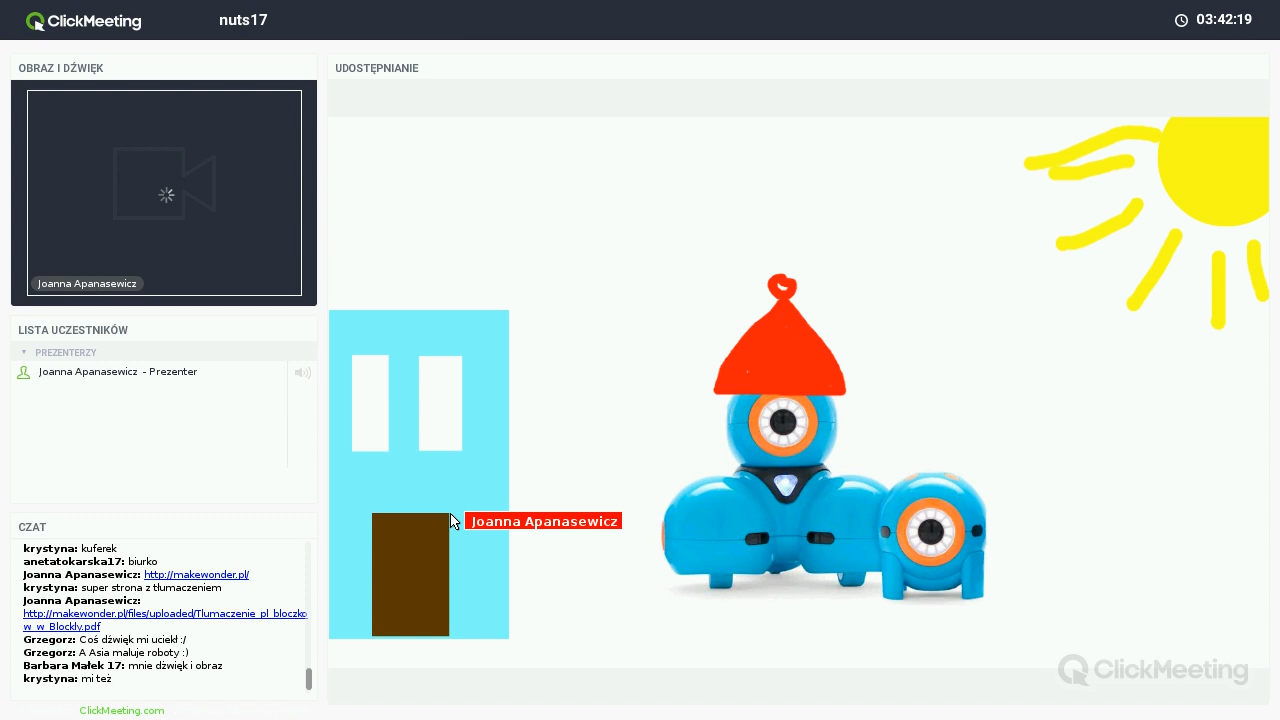 ClickMeeting
nuts17
03:42:19
OBRAZ I DŹWIĘK
Joanna Apanasewicz
LISTA UCZESTNIKÓW
PREZENTERZY
Joanna Apanasewicz - Prezenter
CZAT
krystyna: kuferek
anetatokarska17: biurko
Joanna Apanasewicz: http://makewonder.pl/
krystyna: super strona z tłumaczeniem
Joanna Apanasewicz:
http://makewonder.pl/files/uploaded/Tlumaczenie_pl_bloczko
w_w_Blockly.pdf
Grzegorz: Coś dźwięk mi uciekł :/
Grzegorz: A Asia maluje roboty :)
Barbara Małek 17: mnie dżwięk i obraz
krystyna: mi też
ClickMeeting.com
UDOSTĘPNIANIE
Joanna Apanasewicz
ClickMeeting